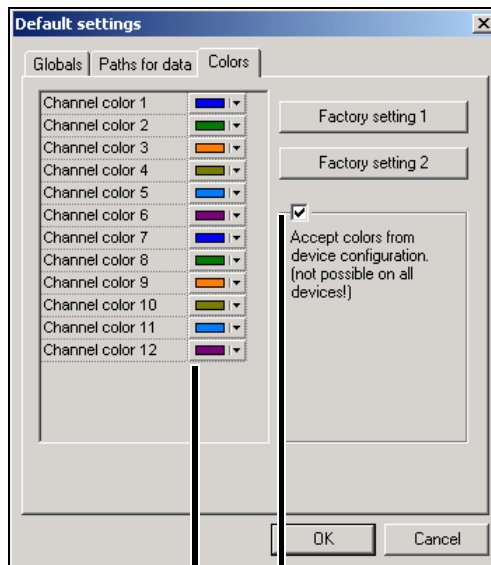 Default settings
Globals
Paths for data
Colors
Channel color 1
Channel color 2
Channel color 3
Channel color 4
Channel color 5
Channel color 6
Channel color 7
Channel color 8
Channel color 9
Channel color 10
Channel color 11
Channel color 12
Factory setting 1
Factory setting 2
Accept colors from
device configuration.
(not possible on all
devices!)
OK
Cancel